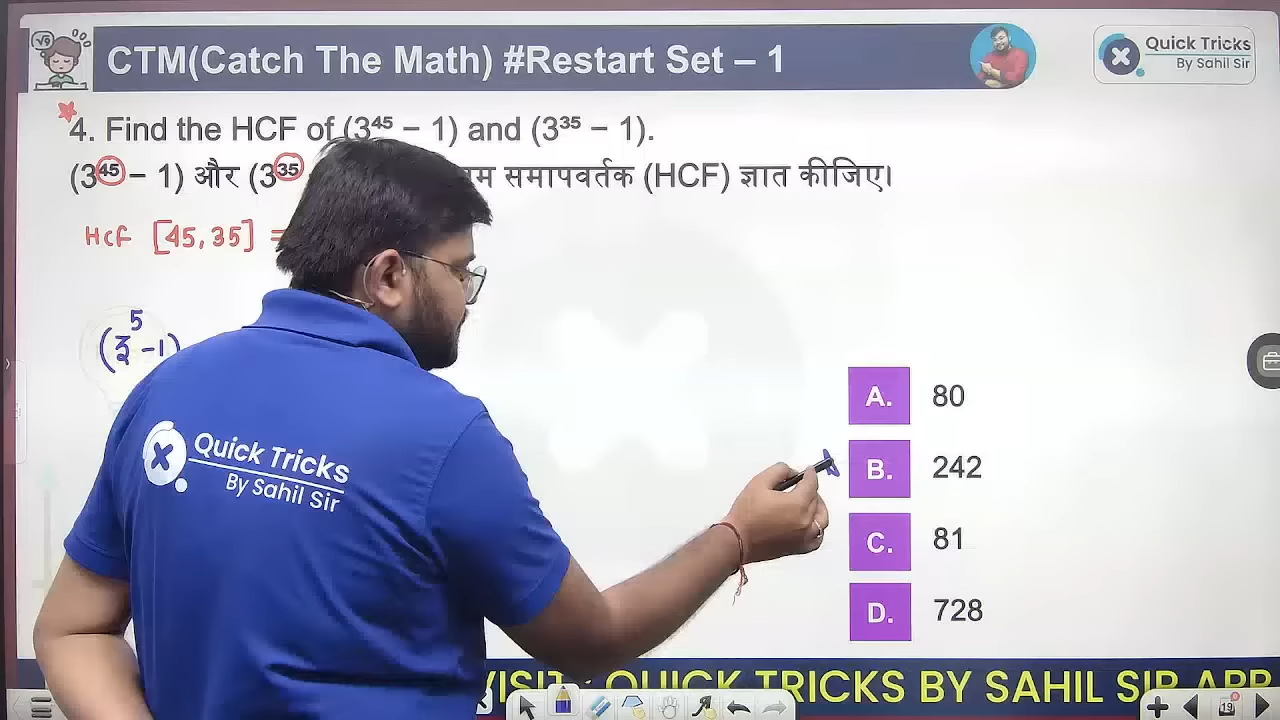 CTM(Catch The Math) #Restart Set – 1
Quick Tricks
By Sahil Sir
4. Find the HCF of (3⁴⁵ − 1) and (3³⁵ − 1).
(3⁴⁵ − 1) और (3³⁵ समापवर्तक (HCF) ज्ञात कीजिए।
Hcf [45,35] =
(3⁵ -1)
Quick Tricks
By Sahil Sir
A. 80
B. 242
C. 81
D. 728
QUICK TRICKS BY SAHIL SIR APP
19